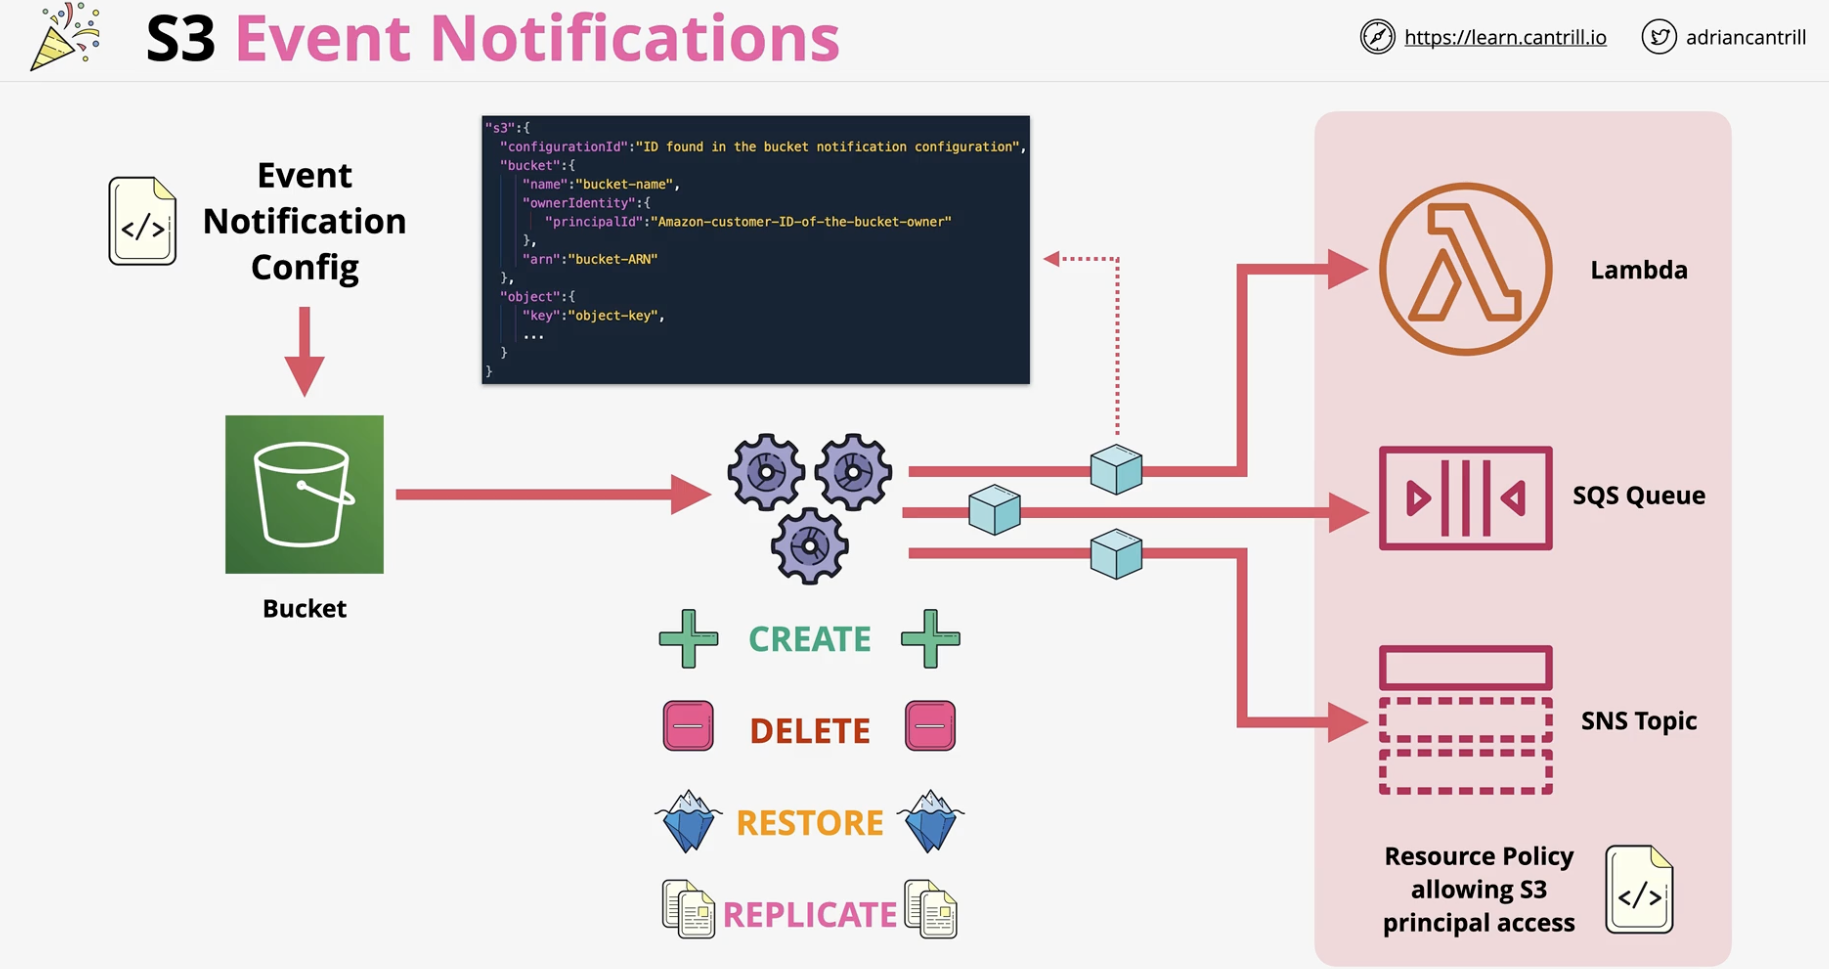 S3 Event Notifications
https://learn.cantrill.io
adriancantrill
Event
Notification
Config
</>
"s3":{
"configurationId":"ID found in the bucket notification configuration",
"bucket":{
"name":"bucket-name",
"ownerIdentity":{
"principalId":"Amazon-customer-ID-of-the-bucket-owner"
},
"arn":"bucket-ARN"
},
"object":{
"key":"object-key",
...
}
}
Bucket
CREATE
DELETE
RESTORE
REPLICATE
Lambda
SQS Queue
SNS Topic
Resource Policy
allowing S3
principal access
</>